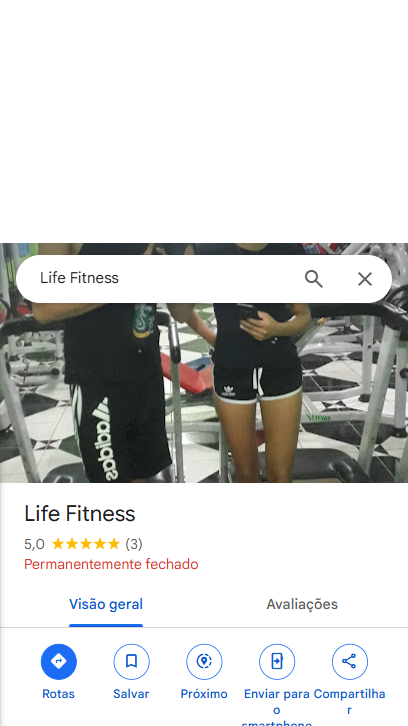 Life Fitness
adidas
Life Fitness
5,0 ★★★★★ (3)
Permanentemente fechado
Visão geral
Avaliações
Rotas
Salvar
Próximo
Enviar para o smartphone
Compartilhar